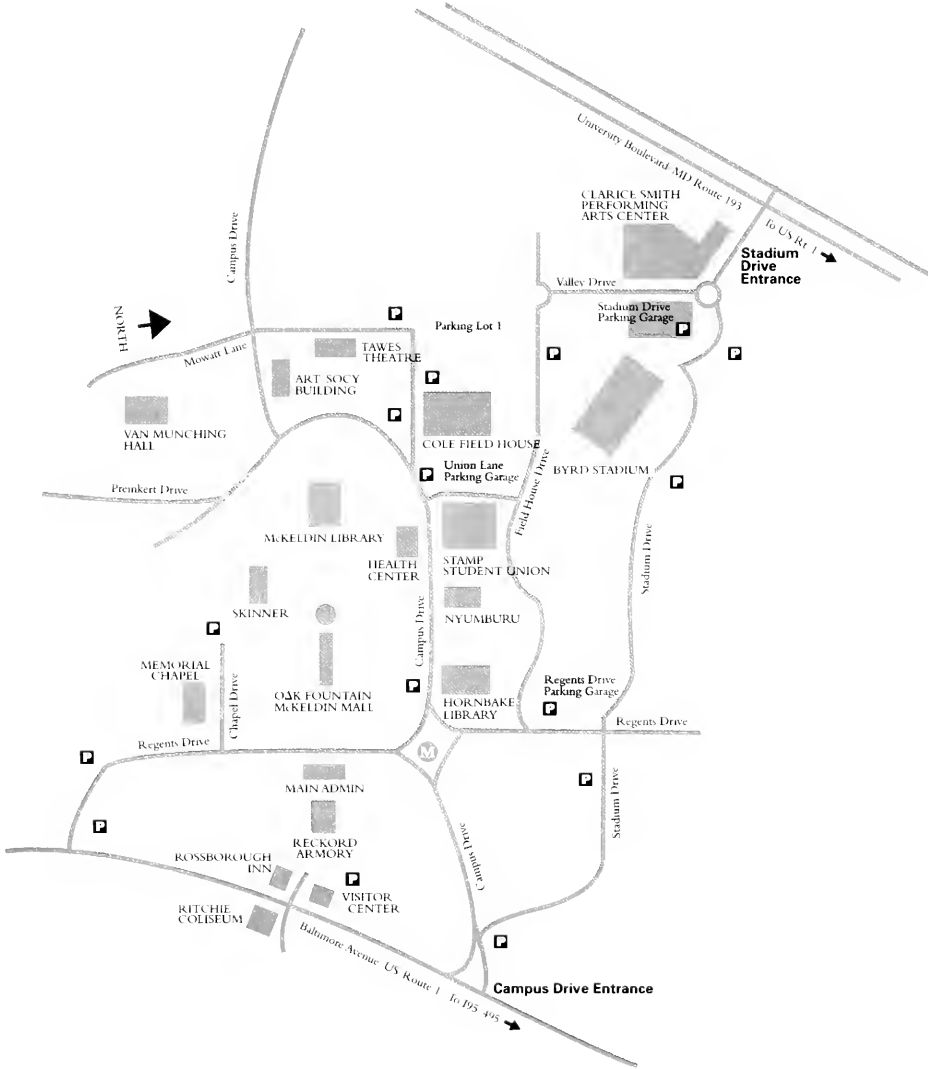 University Boulevard MD Route 193
CLARICE SMITH
PERFORMING
ARTS CENTER
To US Rt 1
Stadium
Drive
Entrance
Campus Drive
Valley Drive
Stadium Drive
Parking Garage
P
NORTH
P
Parking Lot 1
Mowatt Lane
TAWES
THEATRE
P
P
P
ART SOCY
BUILDING
P
VAN MUNCHING
HALL
COLE FIELD HOUSE
BYRD STADIUM
Union Lane
Parking Garage
P
P
Preinkert Drive
Field House Drive
McKELDIN LIBRARY
HEALTH
CENTER
STAMP
STUDENT UNION
Stadium Drive
SKINNER
NYUMBURU
Campus Drive
P
MEMORIAL
CHAPEL
Chapel Drive
ODK FOUNTAIN
McKELDIN MALL
P
HORNBAKE
LIBRARY
Regents Drive
Parking Garage
P
Regents Drive
Regents Drive
M
P
MAIN ADMIN
P
Stadium Drive
P
RECKORD
ARMORY
Campus Drive
ROSSBOROUGH
INN
P
VISITOR
CENTER
RITCHIE
COLISEUM
Baltimore Avenue US Route 1 To I95 495
P
Campus Drive Entrance